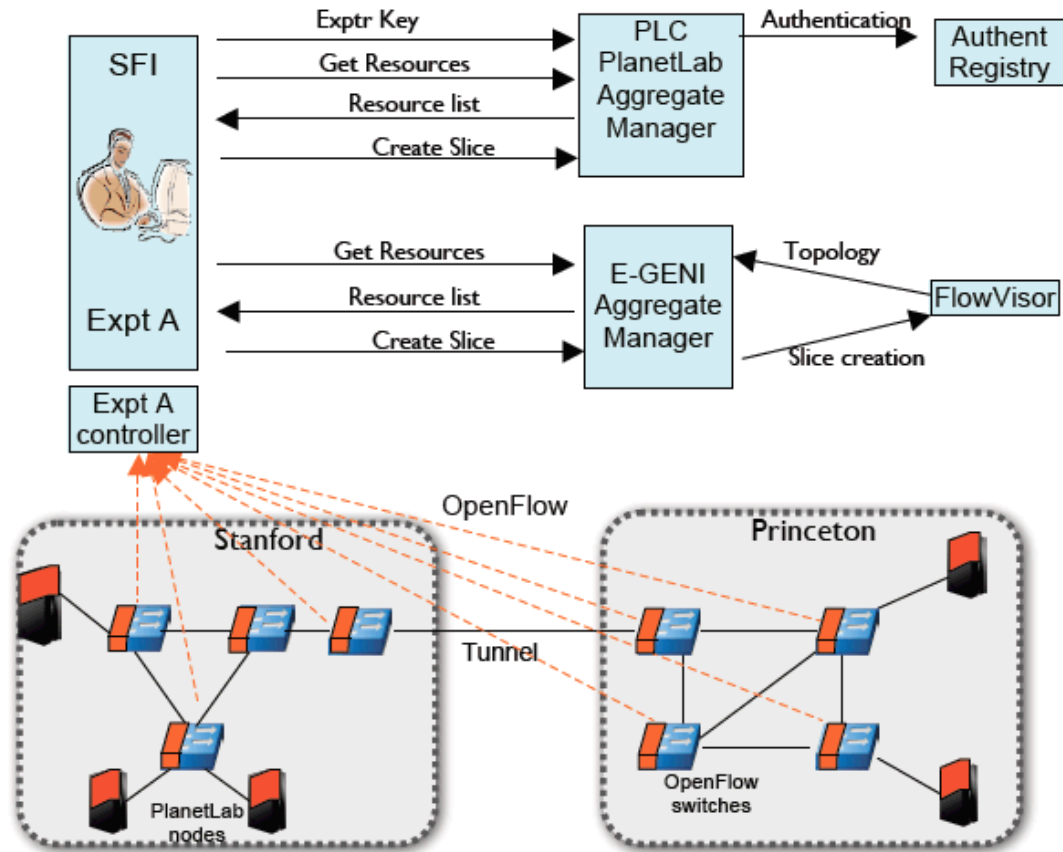 SFI
Expt A
Exptr Key
Get Resources
Resource list
Create Slice
PLC
PlanetLab
Aggregate
Manager
Authentication
Authent
Registry
Get Resources
Resource list
Create Slice
E-GENI
Aggregate
Manager
Topology
FlowVisor
Slice creation
Expt A
controller
OpenFlow
Stanford
Princeton
Tunnel
PlanetLab
nodes
OpenFlow
switches